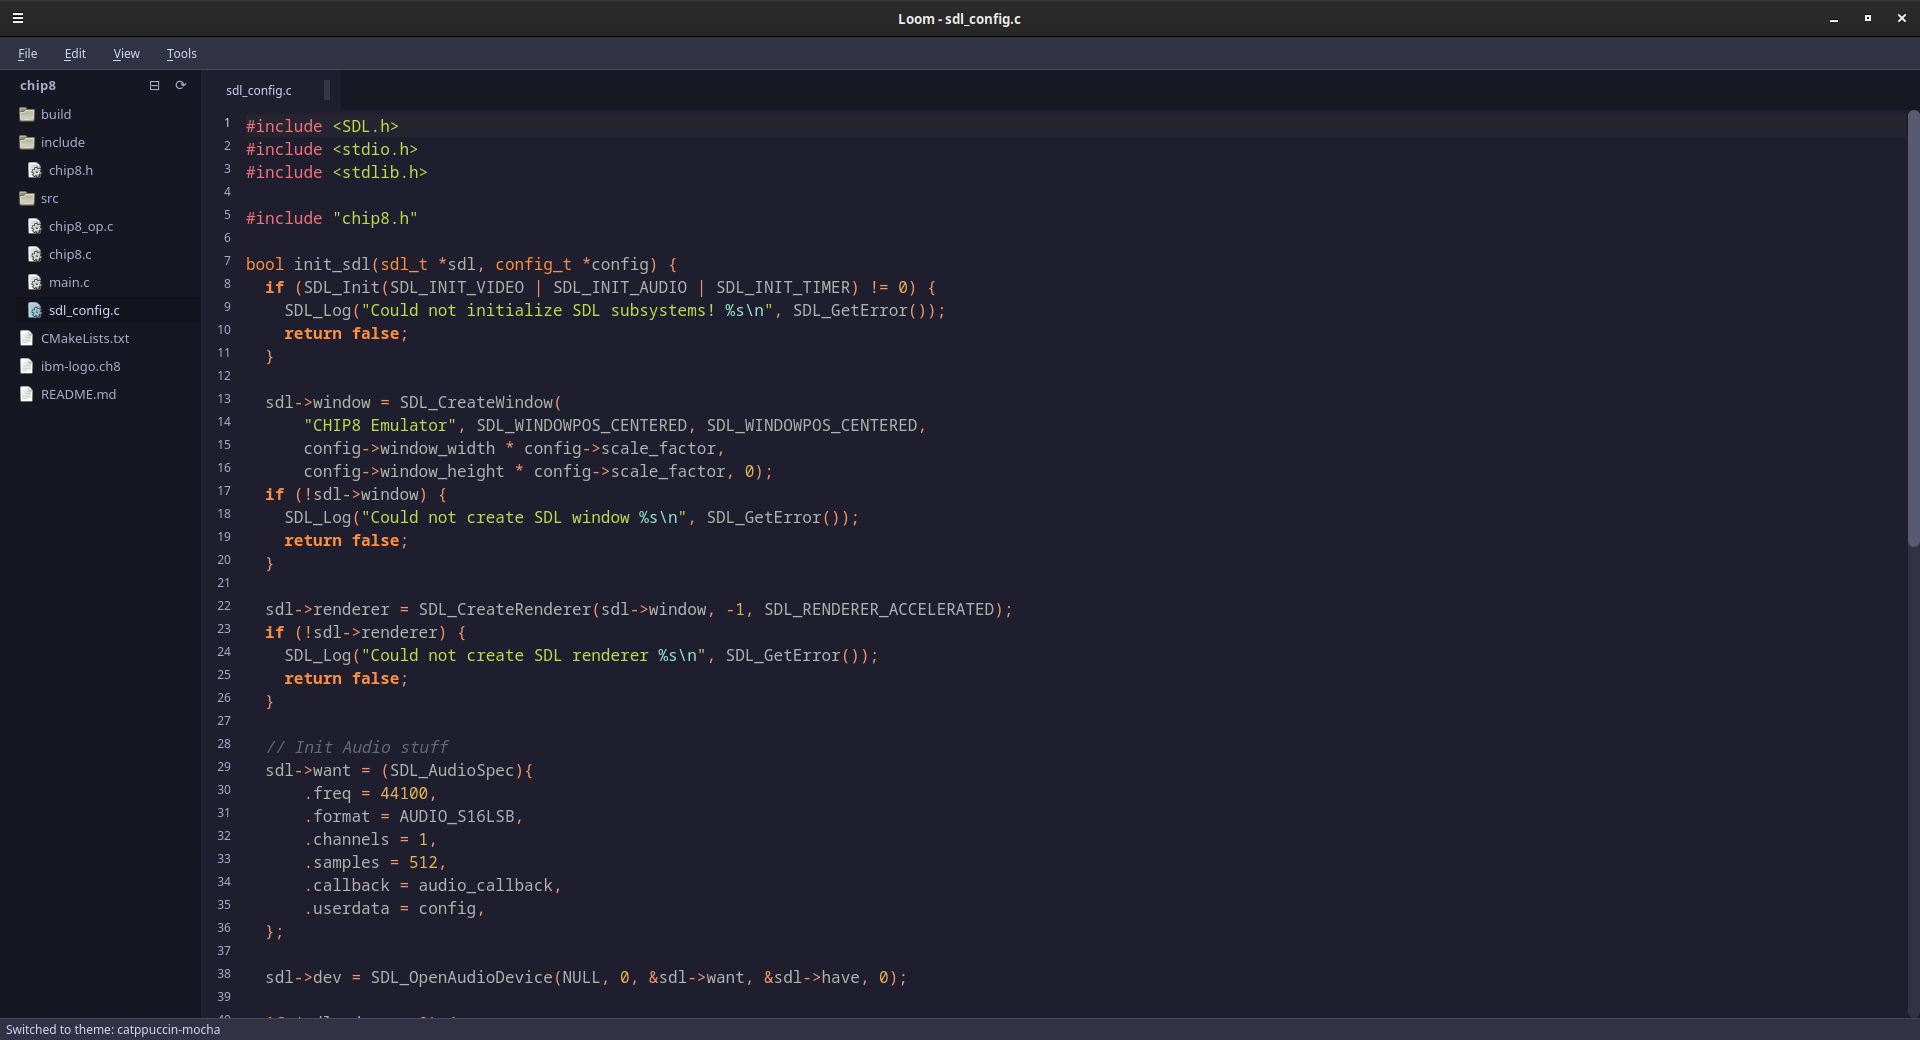 Loom - sdl_config.c
File Edit View Tools
chip8
build
include
chip8.h
src
chip8_op.c
chip8.c
main.c
sdl_config.c
CMakeLists.txt
ibm-logo.ch8
README.md
sdl_config.c
1 #include <SDL.h>
2 #include <stdio.h>
3 #include <stdlib.h>
4
5 #include "chip8.h"
6
7 bool init_sdl(sdl_t *sdl, config_t *config) {
8   if (SDL_Init(SDL_INIT_VIDEO | SDL_INIT_AUDIO | SDL_INIT_TIMER) != 0) {
9     SDL_Log("Could not initialize SDL subsystems! %s\n", SDL_GetError());
10     return false;
11   }
12
13   sdl->window = SDL_CreateWindow(
14       "CHIP8 Emulator", SDL_WINDOWPOS_CENTERED, SDL_WINDOWPOS_CENTERED,
15       config->window_width * config->scale_factor,
16       config->window_height * config->scale_factor, 0);
17   if (!sdl->window) {
18     SDL_Log("Could not create SDL window %s\n", SDL_GetError());
19     return false;
20   }
21
22   sdl->renderer = SDL_CreateRenderer(sdl->window, -1, SDL_RENDERER_ACCELERATED);
23   if (!sdl->renderer) {
24     SDL_Log("Could not create SDL renderer %s\n", SDL_GetError());
25     return false;
26   }
27
28   // Init Audio stuff
29   sdl->want = (SDL_AudioSpec){
30       .freq = 44100,
31       .format = AUDIO_S16LSB,
32       .channels = 1,
33       .samples = 512,
34       .callback = audio_callback,
35       .userdata = config,
36   };
37
38   sdl->dev = SDL_OpenAudioDevice(NULL, 0, &sdl->want, &sdl->have, 0);
39
Switched to theme: catppuccin-mocha